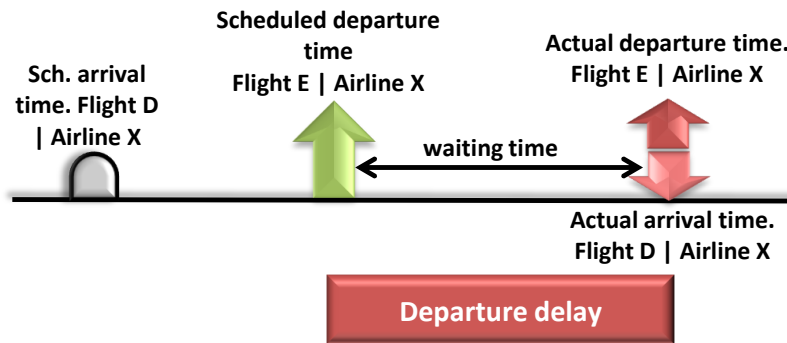 Scheduled departure
time
Flight E | Airline X
Actual departure time.
Flight E | Airline X
Sch. arrival
time. Flight D
| Airline X
waiting time
Actual arrival time.
Flight D | Airline X
Departure delay